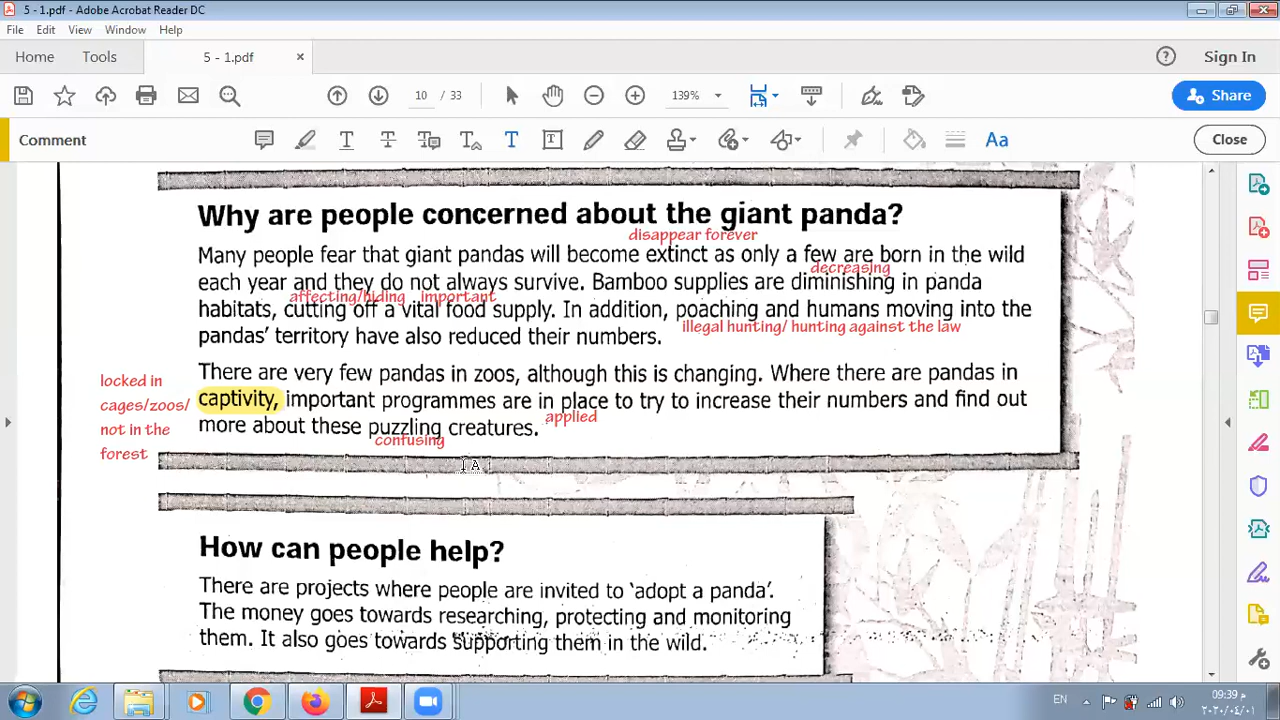 5 - 1.pdf - Adobe Acrobat Reader DC
File Edit View Window Help
Home Tools 5 - 1.pdf × Sign In
10 / 33 139% Share
Comment Close
Why are people concerned about the giant panda?
disappear forever
Many people fear that giant pandas will become extinct as only a few are born in the wild
decreasing
each year and they do not always survive. Bamboo supplies are diminishing in panda
affecting/hiding important
habitats, cutting off a vital food supply. In addition, poaching and humans moving into the
illegal hunting/ hunting against the law
pandas' territory have also reduced their numbers.
There are very few pandas in zoos, although this is changing. Where there are pandas in
locked in
captivity, important programmes are in place to try to increase their numbers and find out
cages/zoos/
applied
more about these puzzling creatures.
not in the
confusing
forest
How can people help?
There are projects where people are invited to 'adopt a panda'.
The money goes towards researching, protecting and monitoring
them. It also goes towards supporting them in the wild.
EN
09:39 م
٢٠٢٠/٠٤/٠١